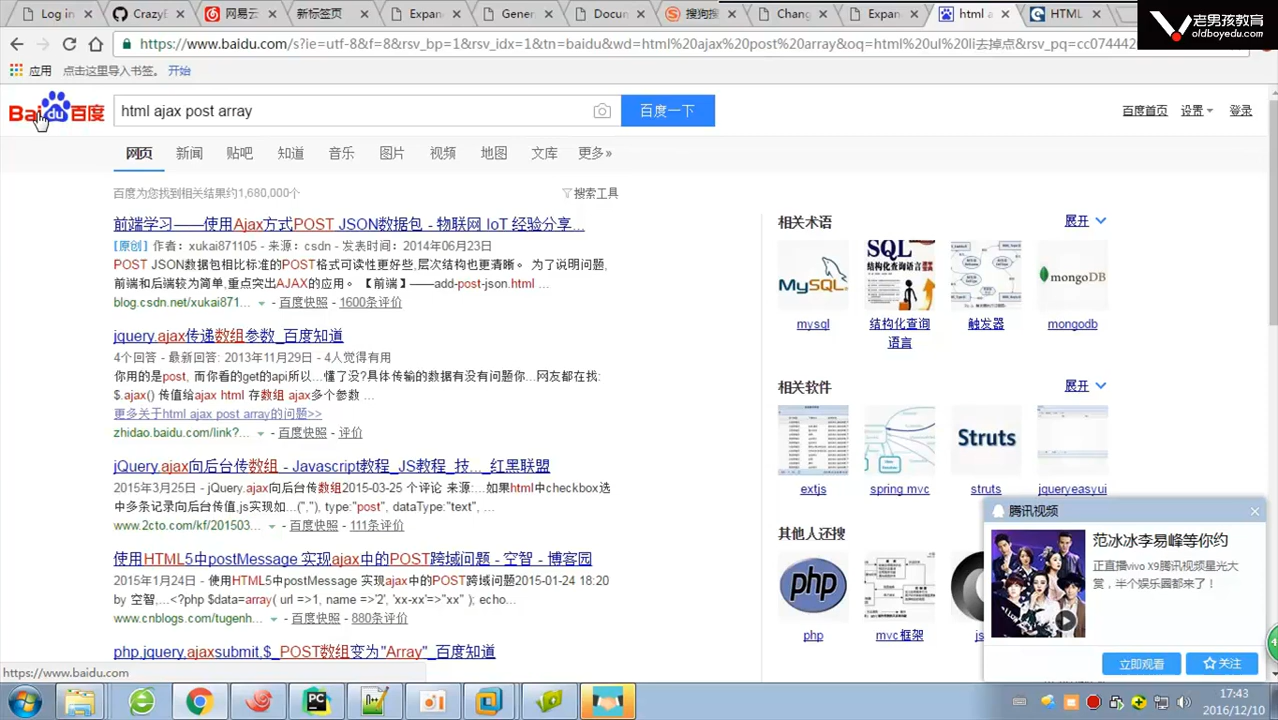 Log in
CrazyE
网易云
新标签页
Expan
Gener
Docun
搜狗搜
Chang
Expan
html a
HTML
老男孩教育
oldboyedu.com
https://www.baidu.com/s?ie=utf-8&f=8&rsv_bp=1&rsv_idx=1&tn=baidu&wd=html%20ajax%20post%20array&oq=html%20ul%20li去掉点&rsv_pq=cc074442
应用 点击这里导入书签。 开始
Bai du 百度
html ajax post array
百度一下
百度首页 设置 登录
网页 新闻 贴吧 知道 音乐 图片 视频 地图 文库 更多»
百度为您找到相关结果约1,680,000个
搜索工具
前端学习——使用Ajax方式POST JSON数据包 - 物联网 IoT 经验分享...
[原创] 作者：xukai871105 - 来源：csdn - 发表时间：2014年06月23日
POST JSON数据包相比标准的POST格式可读性更好些,层次结构也更清晰。 为了说明问题,
前端和后端较为简单,重点突出AJAX的应用。 【前端】——add-post-json.html ...
blog.csdn.net/xukai871... - 百度快照 - 1600条评价
jquery.ajax传递数组参数_百度知道
4个回答 - 最新回答: 2013年11月29日 - 4人觉得有用
你用的是post, 而你看的get的api所以...懂了没?具体传输的数据有没有问题你...网友都在找:
$.ajax() 传值给ajax html 存数组 ajax多个参数 ...
更多关于html ajax post array的问题>>
zhidao.baidu.com/link?... - 百度快照 - 评价
jQuery.ajax向后台传数组 - Javascript教程_JS教程_技..._红黑联盟
2015年3月25日 - jQuery.ajax向后台传数组2015-03-25 个评论 来源:...如果html中checkbox选
中多条记录向后台传值,js实现如...(","), type:"post", dataType:"text", ...
www.2cto.com/kf/201503... - 百度快照 - 111条评价
使用HTML5中postMessage 实现ajax中的POST跨域问题 - 空智 - 博客园
2015年1月24日 - 使用HTML5中postMessage 实现ajax中的POST跨域问题2015-01-24 18:20
by 空智,...<?php $xx=array( url =>1, name =>'2','xx-xx'=>"xx" ); echo...
www.cnblogs.com/tugenh... - 百度快照 - 880条评价
php.jquery.ajaxsubmit.$_POST数组变为"Array"_百度知道
相关术语
展开
MySQL
SQL
结构化查询语言
mongoDB
mysql
结构化查询
语言
触发器
mongodb
相关软件
展开
Struts
extjs
spring mvc
struts
jqueryeasyui
其他人还搜
php
php
mvc框架
js
腾讯视频
范冰冰李易峰等你约
正直播vivo X9腾讯视频星光大
赏，半个娱乐圈都来了！
立即观看
关注
https://www.baidu.com
17:43
2016/12/10